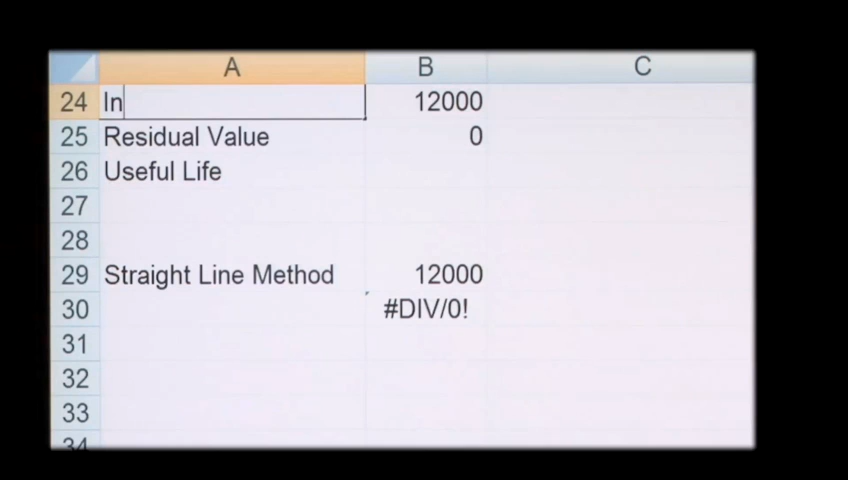 A B C
24 In 12000
25 Residual Value 0
26 Useful Life
27
28
29 Straight Line Method 12000
30 #DIV/0!
31
32
33
34